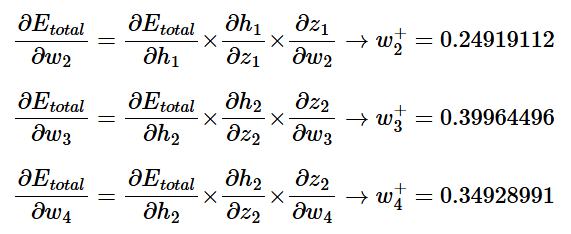 ∂E_total/∂w_2 = ∂E_total/∂h_1 × ∂h_1/∂z_1 × ∂z_1/∂w_2 → w_2^+ = 0.24919112
∂E_total/∂w_3 = ∂E_total/∂h_2 × ∂h_2/∂z_2 × ∂z_2/∂w_3 → w_3^+ = 0.39964496
∂E_total/∂w_4 = ∂E_total/∂h_2 × ∂h_2/∂z_2 × ∂z_2/∂w_4 → w_4^+ = 0.34928991